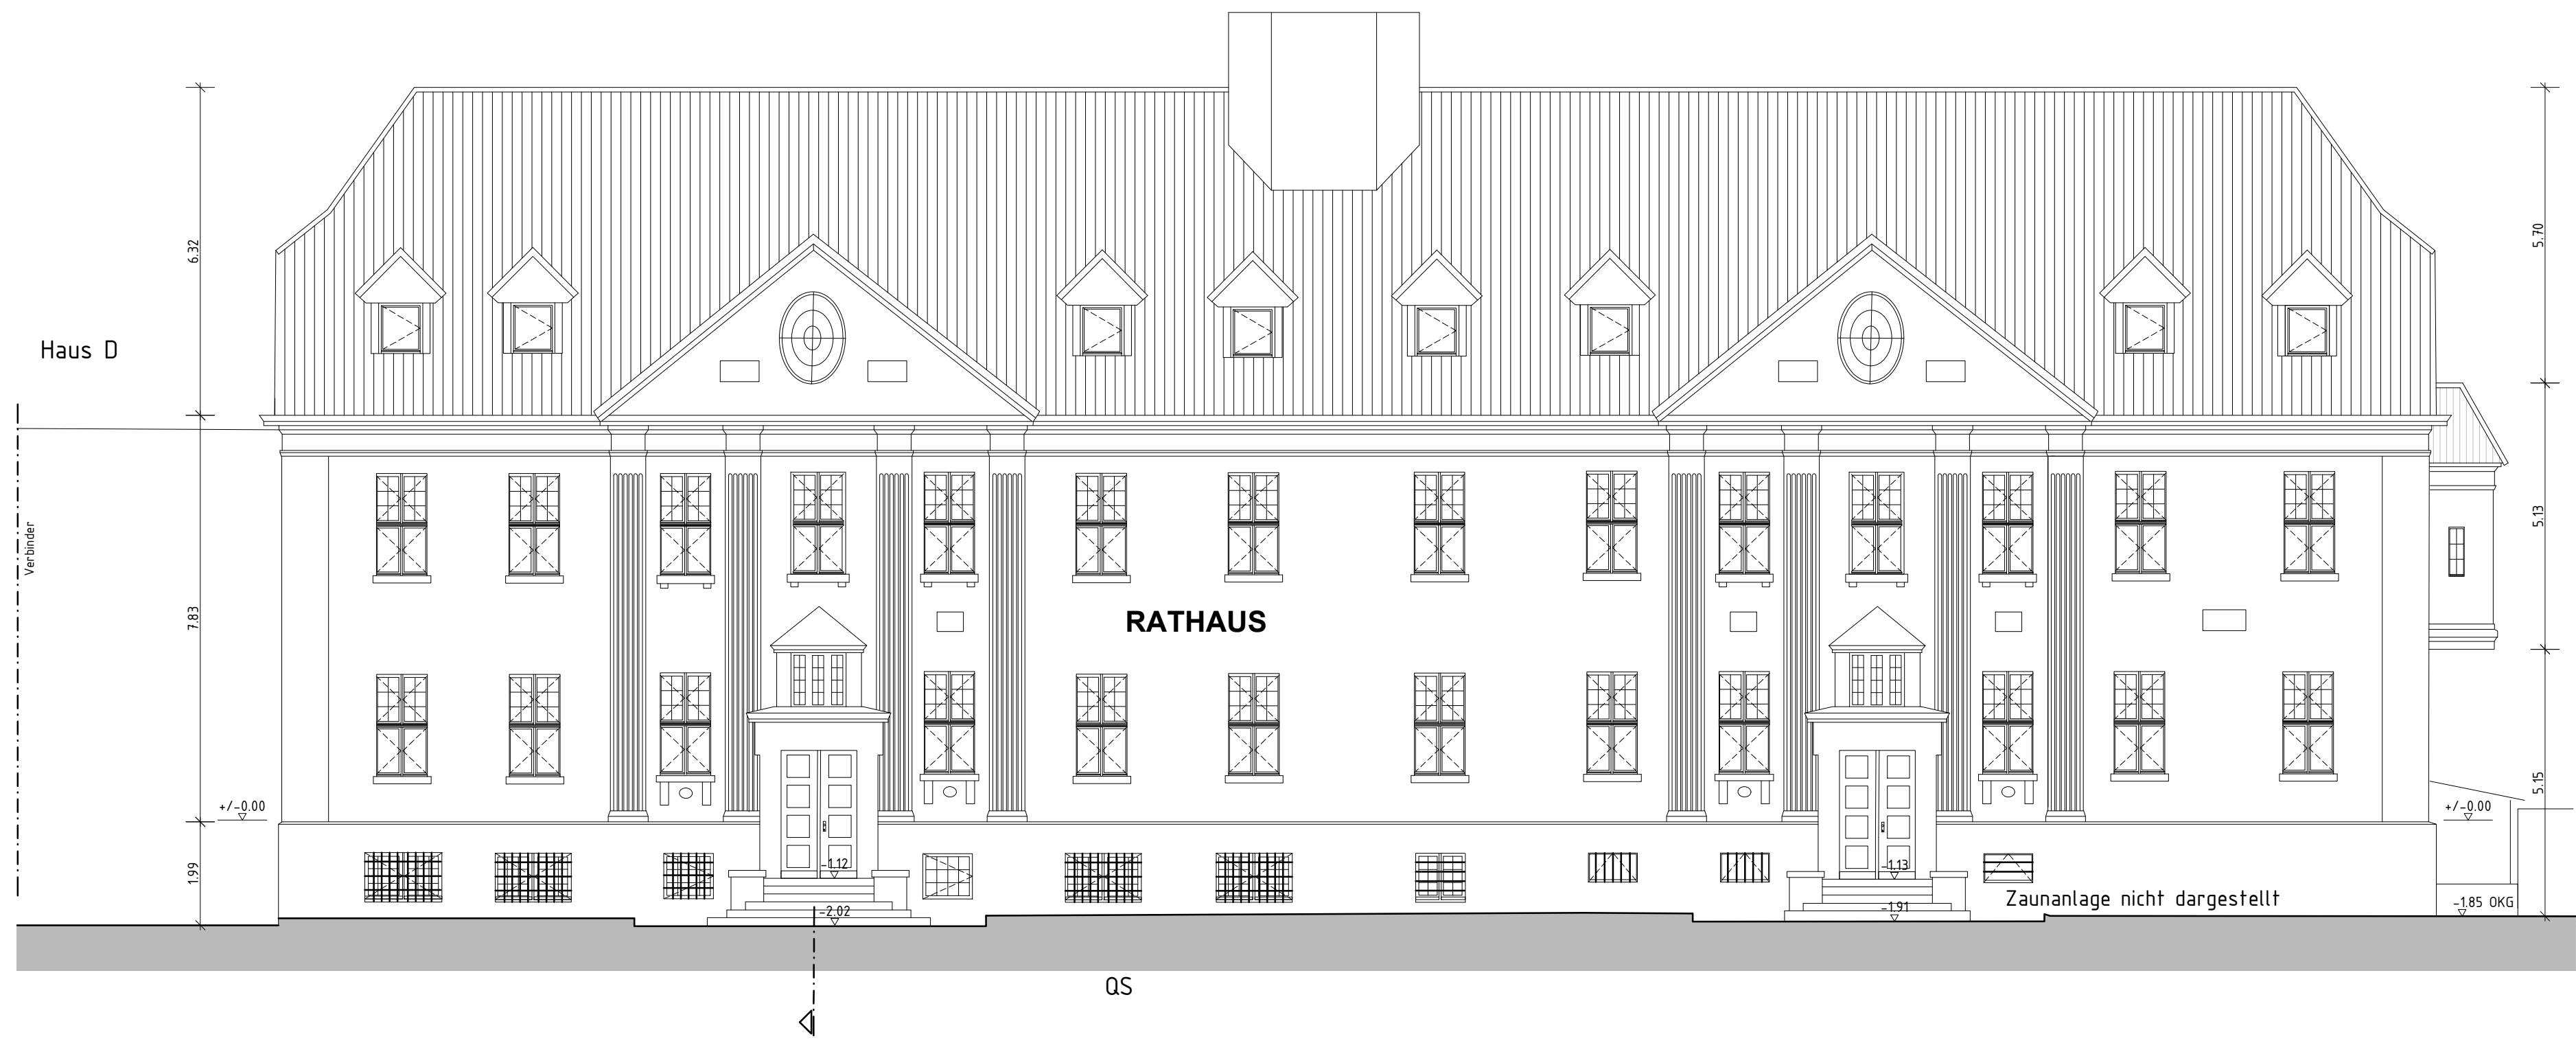 6.32
5.70
Haus D
Verbinder
5.13
7.83
RATHAUS
+/-0.00
5.15
+/-0.00
1.99
-1.12
-1.13
Zaunanlage nicht dargestellt
-1.85 OKG
-2.02
-1.91
QS